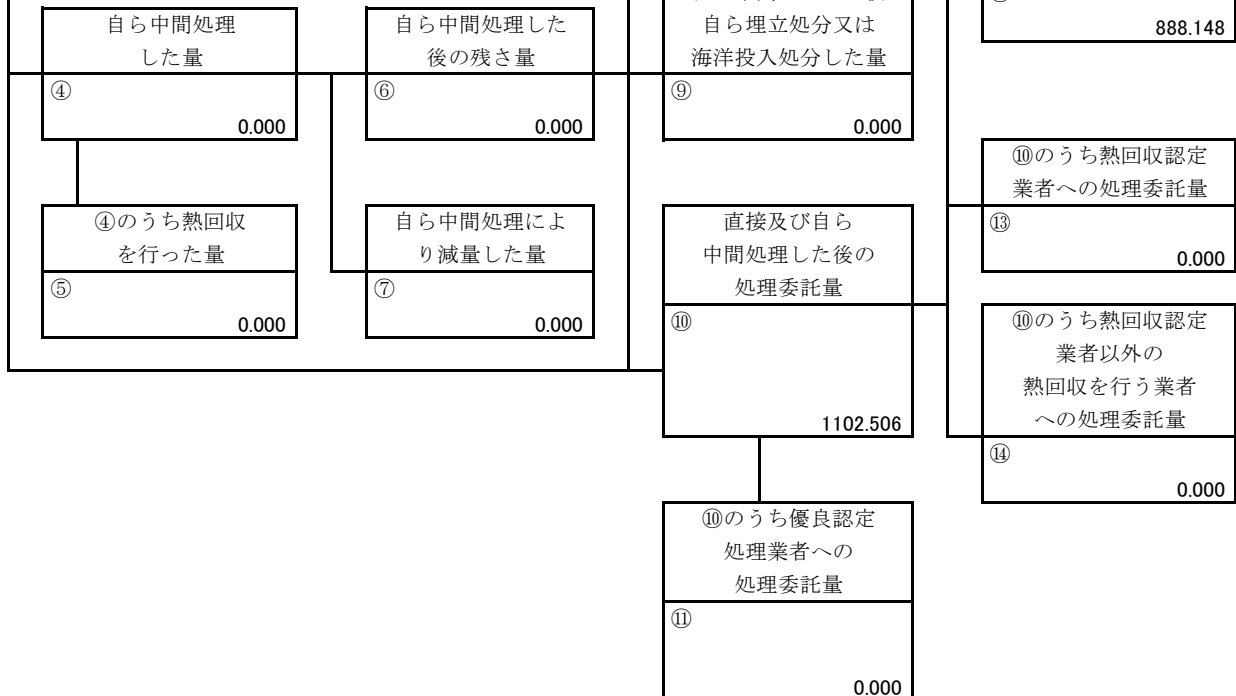 自ら中間処理
した量
④
0.000
自ら中間処理した
後の残さ量
⑥
0.000
自ら埋立処分又は
海洋投入処分した量
⑨
0.000
888.148
④のうち熱回収
を行った量
⑤
0.000
自ら中間処理によ
り減量した量
⑦
0.000
直接及び自ら
中間処理した後の
処理委託量
⑩
1102.506
⑩のうち熱回収認定
業者への処理委託量
⑬
0.000
⑩のうち熱回収認定
業者以外の
熱回収を行う業者
への処理委託量
⑭
0.000
⑩のうち優良認定
処理業者への
処理委託量
⑪
0.000